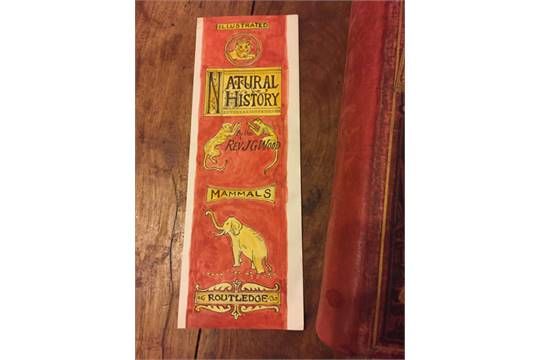 ILLUSTRATED
NATURAL
HISTORY
By the
REV. J G WOOD
MAMMALS
ROUTLEDGE